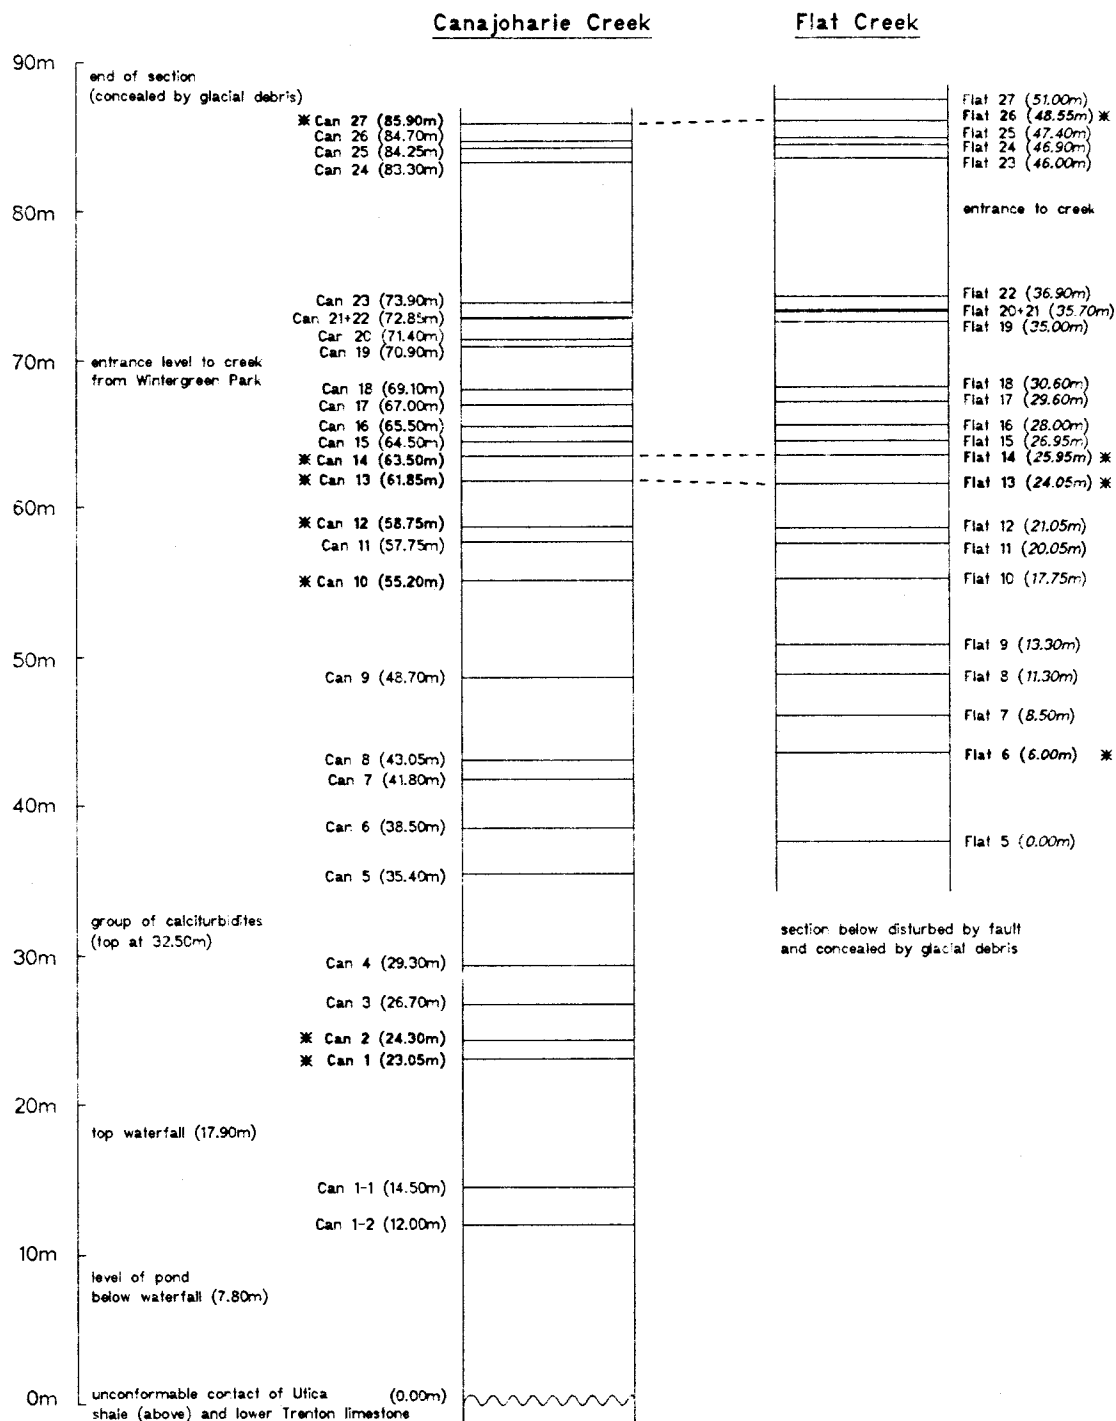 Canajoharie Creek
Flat Creek
90m
80m
70m
60m
50m
40m
30m
20m
10m
0m
end of section
(concealed by glacial debris)
entrance level to creek
from Wintergreen Park
group of calciturbidites
(top at 32.50m)
top waterfall (17.90m)
level of pond
below waterfall (7.80m)
unconformable contact of Utica (0.00m)
shale (above) and lower Trenton limestone
✳ Can 27 (85.90m)
Can 26 (84.70m)
Can 25 (84.25m)
Can 24 (83.30m)
Can 23 (73.90m)
Can 21+22 (72.85m)
Can 20 (71.40m)
Can 19 (70.90m)
Can 18 (69.10m)
Can 17 (67.00m)
Can 16 (65.50m)
Can 15 (64.50m)
✳ Can 14 (63.50m)
✳ Can 13 (61.85m)
✳ Can 12 (58.75m)
Can 11 (57.75m)
✳ Can 10 (55.20m)
Can 9 (48.70m)
Can 8 (43.05m)
Can 7 (41.80m)
Can 6 (38.50m)
Can 5 (35.40m)
Can 4 (29.30m)
Can 3 (26.70m)
✳ Can 2 (24.30m)
✳ Can 1 (23.05m)
Can 1-1 (14.50m)
Can 1-2 (12.00m)
Flat 27 (51.00m)
Flat 26 (48.55m) ✳
Flat 25 (47.40m)
Flat 24 (46.90m)
Flat 23 (46.00m)
entrance to creek
Flat 22 (36.90m)
Flat 20+21 (35.70m)
Flat 19 (35.00m)
Flat 18 (30.60m)
Flat 17 (29.60m)
Flat 16 (28.00m)
Flat 15 (26.95m)
Flat 14 (25.95m) ✳
Flat 13 (24.05m) ✳
Flat 12 (21.05m)
Flat 11 (20.05m)
Flat 10 (17.75m)
Flat 9 (13.30m)
Flat 8 (11.30m)
Flat 7 (8.50m)
Flat 6 (6.00m) ✳
Flat 5 (0.00m)
section below disturbed by fault
and concealed by glacial debris